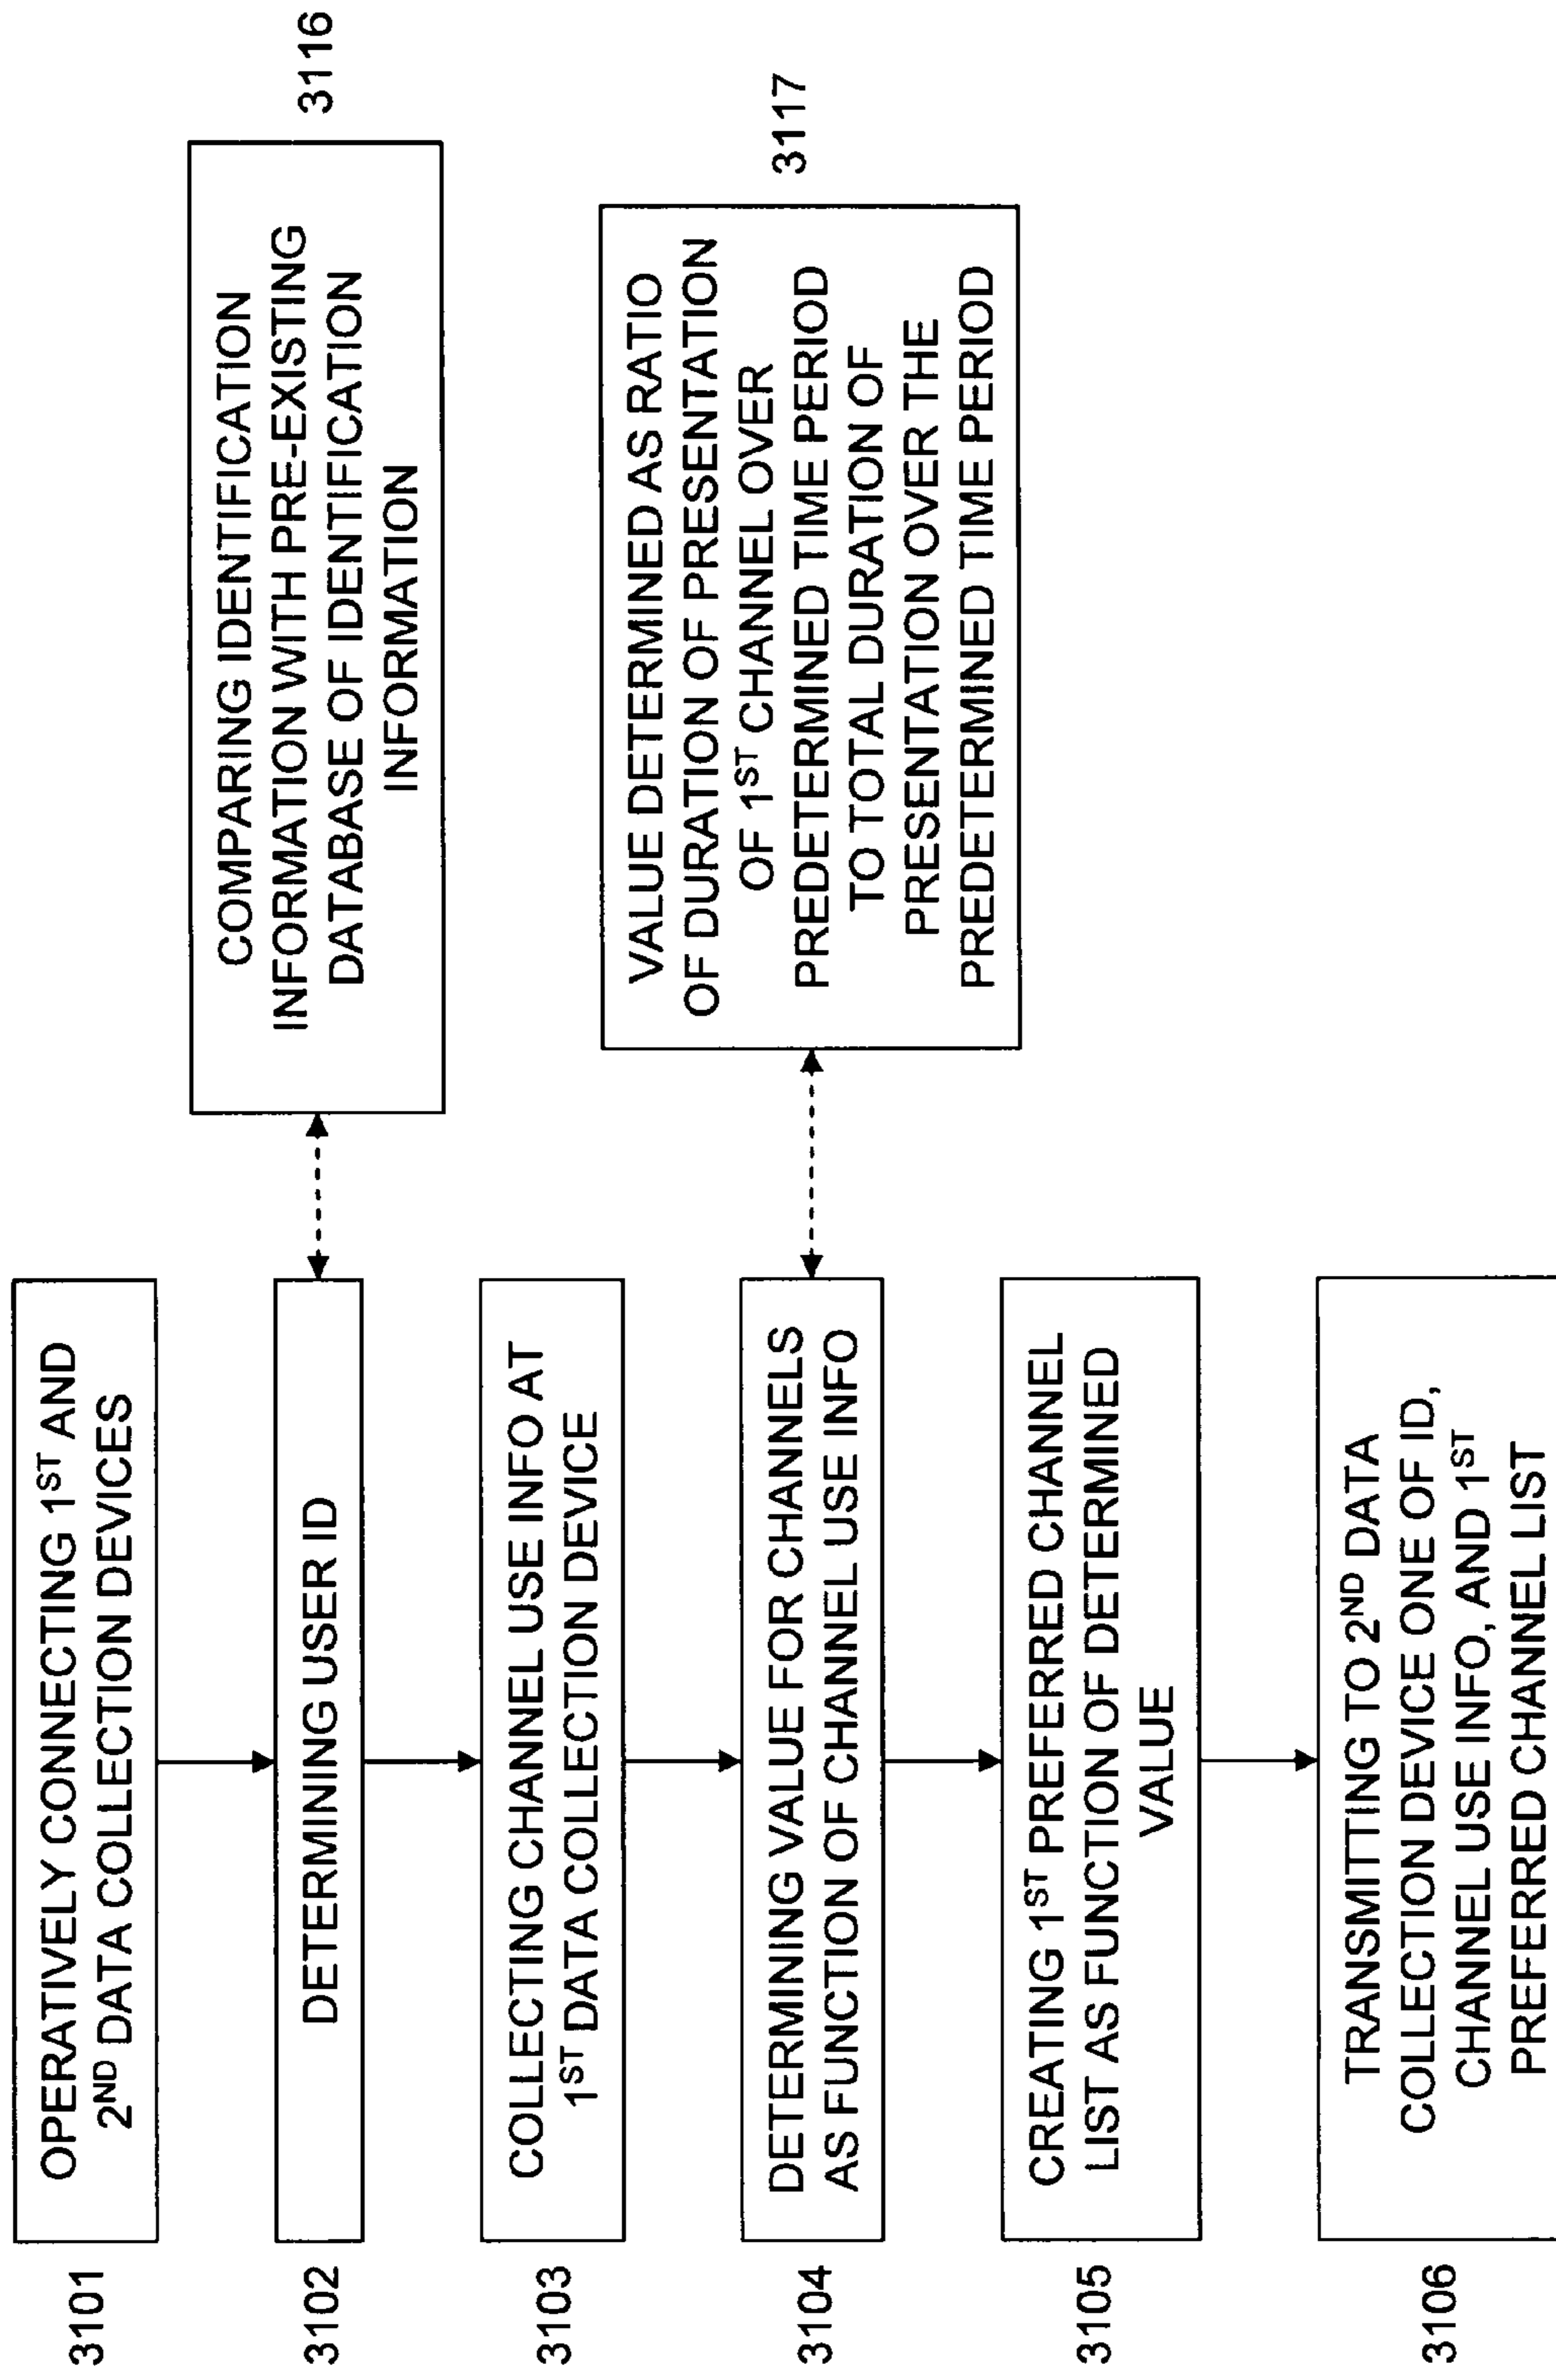 3101
OPERATIVELY CONNECTING 1ST AND
2ND DATA COLLECTION DEVICES
3102
DETERMINING USER ID
COMPARING IDENTIFICATION
INFORMATION WITH PRE-EXISTING
DATABASE OF IDENTIFICATION
INFORMATION
3116
3103
COLLECTING CHANNEL USE INFO AT
1ST DATA COLLECTION DEVICE
3104
DETERMINING VALUE FOR CHANNELS
AS FUNCTION OF CHANNEL USE INFO
VALUE DETERMINED AS RATIO
OF DURATION OF PRESENTATION
OF 1ST CHANNEL OVER
PREDETERMINED TIME PERIOD
TO TOTAL DURATION OF
PRESENTATION OVER THE
PREDETERMINED TIME PERIOD
3117
3105
CREATING 1ST PREFERRED CHANNEL
LIST AS FUNCTION OF DETERMINED
VALUE
3106
TRANSMITTING TO 2ND DATA
COLLECTION DEVICE ONE OF ID,
CHANNEL USE INFO, AND 1ST
PREFERRED CHANNEL LIST